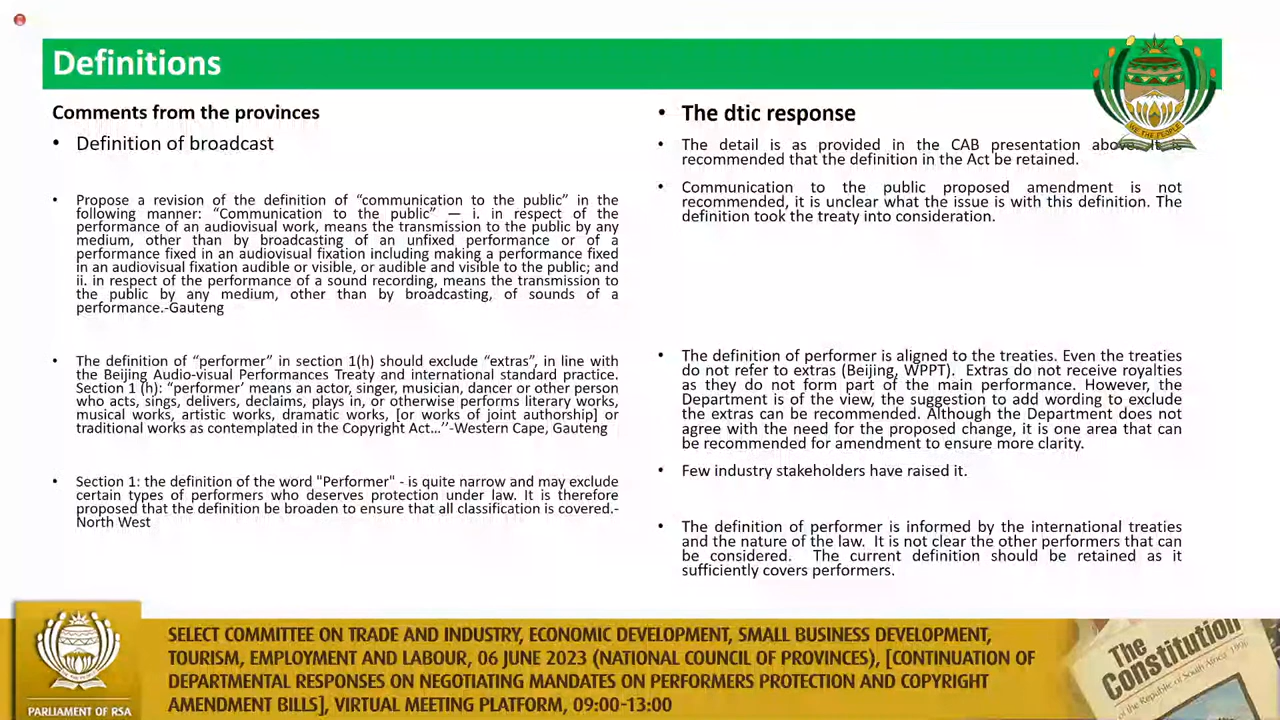 Definitions
Comments from the provinces
• Definition of broadcast
• Propose a revision of the definition of “communication to the public” in the
following manner: “Communication to the public” — i. in respect of the
performance of an audiovisual work, means the transmission to the public by any
medium, other than by broadcasting of an unfixed performance or of a
performance fixed in an audiovisual fixation including making a performance fixed
in an audiovisual fixation audible or visible, or audible and visible to the public; and
ii. in respect of the performance of a sound recording, means the transmission to
the public by any medium, other than by broadcasting, of sounds of a
performance.-Gauteng
• The definition of “performer” in section 1(h) should exclude “extras”, in line with
the Beijing Audio-visual Performances Treaty and international standard practice.
Section 1 (h): “performer’ means an actor, singer, musician, dancer or other person
who acts, sings, delivers, declaims, plays in, or otherwise performs literary works,
musical works, artistic works, dramatic works, [or works of joint authorship] or
traditional works as contemplated in the Copyright Act…’’-Western Cape, Gauteng
• Section 1: the definition of the word "Performer" - is quite narrow and may exclude
certain types of performers who deserves protection under law. It is therefore
proposed that the definition be broaden to ensure that all classification is covered.-
North West
• The dtic response
• The detail is as provided in the CAB presentation above. It is
recommended that the definition in the Act be retained.
• Communication to the public proposed amendment is not
recommended, it is unclear what the issue is with this definition. The
definition took the treaty into consideration.
• The definition of performer is aligned to the treaties. Even the treaties
do not refer to extras (Beijing, WPPT). Extras do not receive royalties
as they do not form part of the main performance. However, the
Department is of the view, the suggestion to add wording to exclude
the extras can be recommended. Although the Department does not
agree with the need for the proposed change, it is one area that can
be recommended for amendment to ensure more clarity.
• Few industry stakeholders have raised it.
• The definition of performer is informed by the international treaties
and the nature of the law. It is not clear the other performers that can
be considered. The current definition should be retained as it
sufficiently covers performers.
WE THE PEOPLE
PARLIAMENT OF RSA
SELECT COMMITTEE ON TRADE AND INDUSTRY, ECONOMIC DEVELOPMENT, SMALL BUSINESS DEVELOPMENT,
TOURISM, EMPLOYMENT AND LABOUR, 06 JUNE 2023 (NATIONAL COUNCIL OF PROVINCES), [CONTINUATION OF
DEPARTMENTAL RESPONSES ON NEGOTIATING MANDATES ON PERFORMERS PROTECTION AND COPYRIGHT
AMENDMENT BILLS], VIRTUAL MEETING PLATFORM, 09:00-13:00
The
Constitution
of the Republic of South Africa, 1996